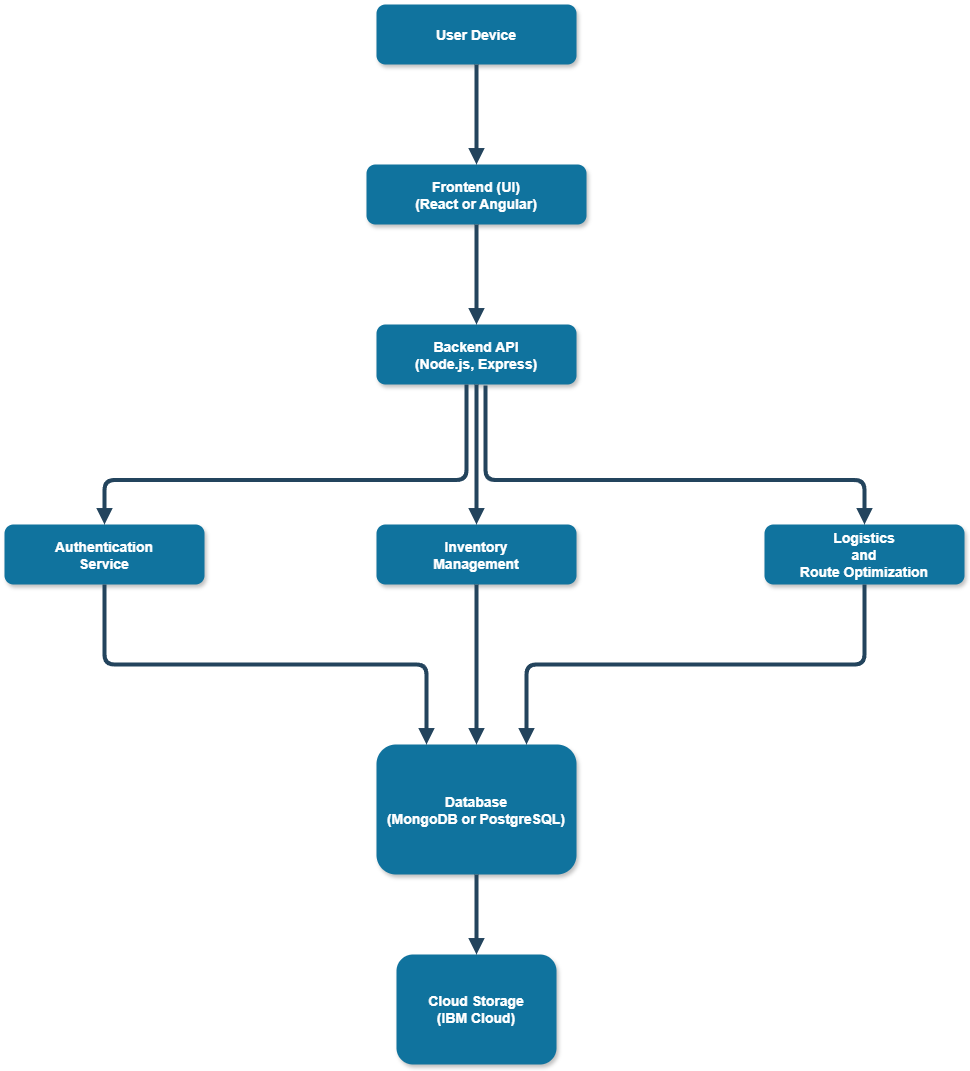 User Device
Frontend (UI)
(React or Angular)
Backend API
(Node.js, Express)
Authentication
Service
Inventory
Management
Logistics
and
Route Optimization
Database
(MongoDB or PostgreSQL)
Cloud Storage
(IBM Cloud)